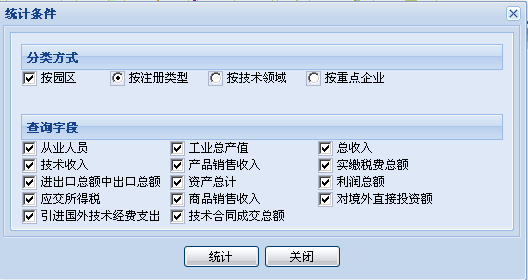 统计条件
分类方式
按园区 按注册类型 按技术领域 按重点企业
查询字段
从业人员 工业总产值 总收入
技术收入 产品销售收入 实缴税费总额
进出口总额中出口总额 资产总计 利润总额
应交所得税 商品销售收入 对境外直接投资额
引进国外技术经费支出 技术合同成交总额
统计 关闭